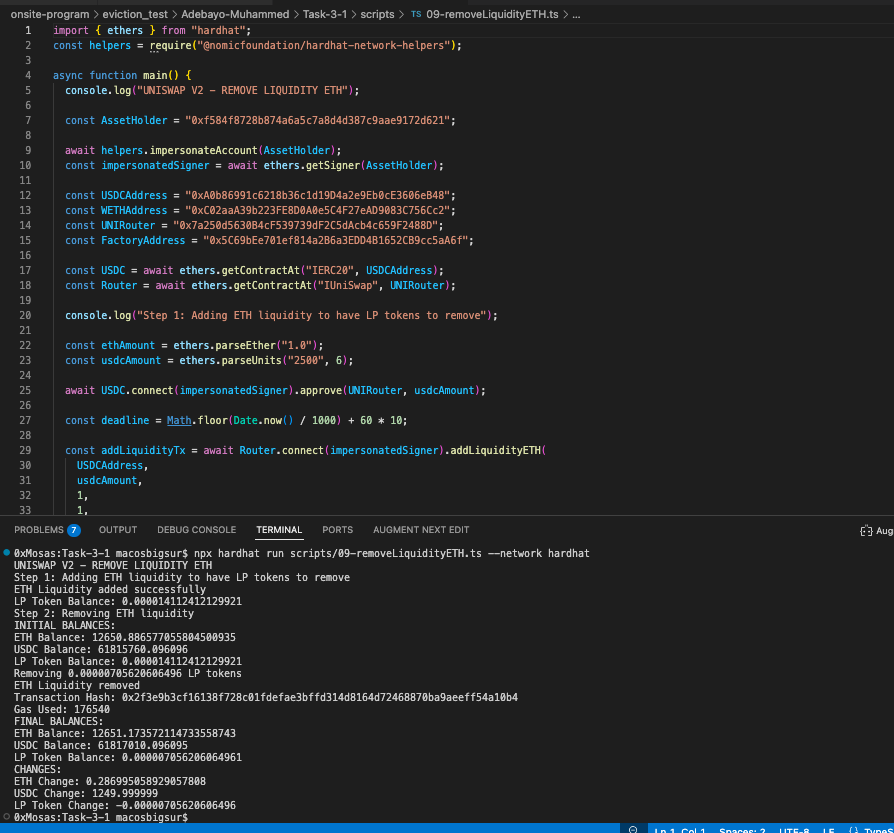 onsite-program > eviction_test > Adebayo-Muhammed > Task-3-1 > scripts > TS 09-removeLiquidityETH.ts > ...
1 import { ethers } from "hardhat";
2 const helpers = require("@nomicfoundation/hardhat-network-helpers");
3
4 async function main() {
5 console.log("UNISWAP V2 - REMOVE LIQUIDITY ETH");
6
7 const AssetHolder = "0xf584f8728b874a6a5c7a8d4d387c9aae9172d621";
8
9 await helpers.impersonateAccount(AssetHolder);
10 const impersonatedSigner = await ethers.getSigner(AssetHolder);
11
12 const USDCAddress = "0xA0b86991c6218b36c1d19D4a2e9Eb0cE3606eB48";
13 const WETHAddress = "0xC02aaA39b223FE8D0A0e5C4F27eAD9083C756Cc2";
14 const UNIRouter = "0x7a250d5630B4cF539739dF2C5dAcb4c659F2488D";
15 const FactoryAddress = "0x5C69bEe701ef814a2B6a3EDD4B1652CB9cc5aA6f";
16
17 const USDC = await ethers.getContractAt("IERC20", USDCAddress);
18 const Router = await ethers.getContractAt("IUniSwap", UNIRouter);
19
20 console.log("Step 1: Adding ETH liquidity to have LP tokens to remove");
21
22 const ethAmount = ethers.parseEther("1.0");
23 const usdcAmount = ethers.parseUnits("2500", 6);
24
25 await USDC.connect(impersonatedSigner).approve(UNIRouter, usdcAmount);
26
27 const deadline = Math.floor(Date.now() / 1000) + 60 * 10;
28
29 const addLiquidityTx = await Router.connect(impersonatedSigner).addLiquidityETH(
30 USDCAddress,
31 usdcAmount,
32 1,
33 1,
PROBLEMS 7 OUTPUT DEBUG CONSOLE TERMINAL PORTS AUGMENT NEXT EDIT Aug
0xMosas:Task-3-1 macosbigsur$ npx hardhat run scripts/09-removeLiquidityETH.ts --network hardhat
UNISWAP V2 - REMOVE LIQUIDITY ETH
Step 1: Adding ETH liquidity to have LP tokens to remove
ETH Liquidity added successfully
LP Token Balance: 0.000014112412129921
Step 2: Removing ETH liquidity
INITIAL BALANCES:
ETH Balance: 12650.886577055804500935
USDC Balance: 61815760.096096
LP Token Balance: 0.000014112412129921
Removing 0.00000705620606496 LP tokens
ETH Liquidity removed
Transaction Hash: 0x2f3e9b3cf16138f728c01fdefae3bffd314d8164d72468870ba9aeeff54a10b4
Gas Used: 176540
FINAL BALANCES:
ETH Balance: 12651.173572114733558743
USDC Balance: 61817010.096095
LP Token Balance: 0.000007056206064961
CHANGES:
ETH Change: 0.286995058929057808
USDC Change: 1249.999999
LP Token Change: -0.00000705620606496
0xMosas:Task-3-1 macosbigsur$
Ln 1, Col 1 Spaces: 2 UTF-8 LF {} TypeS